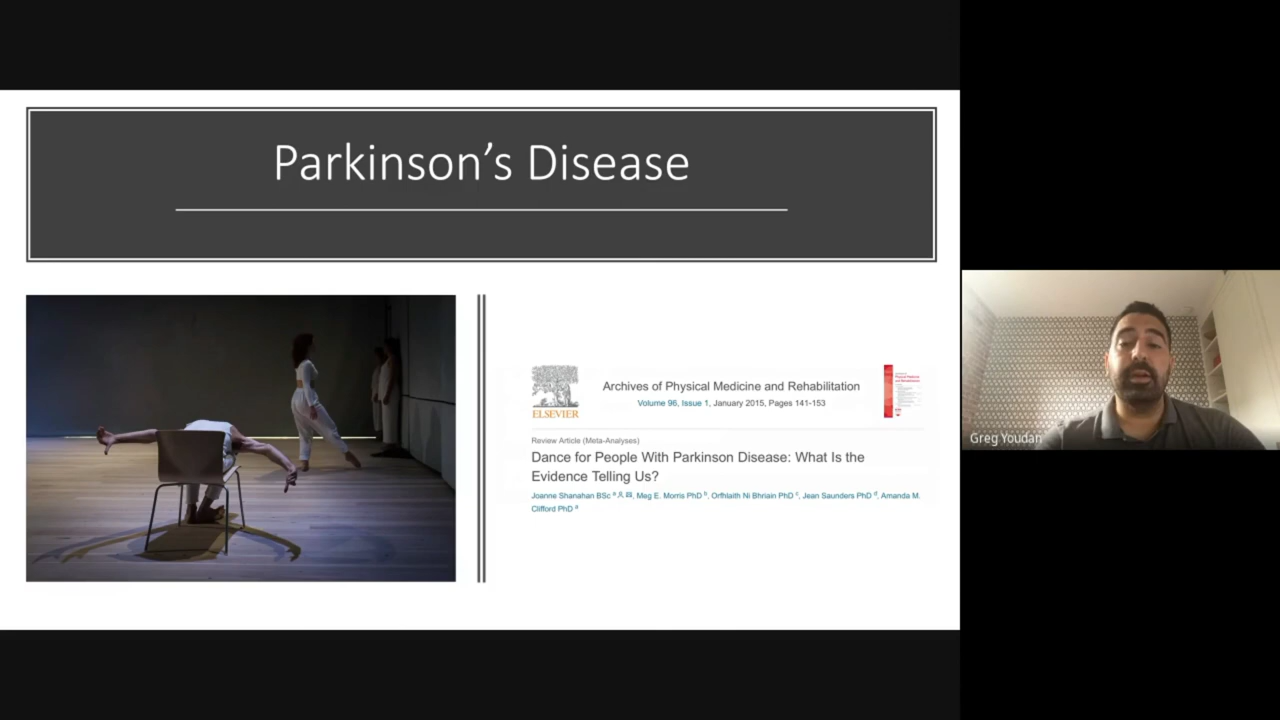 Parkinson's Disease
ELSEVIER
Archives of Physical Medicine and Rehabilitation
Volume 96, Issue 1, January 2015, Pages 141-153
Review Article (Meta-Analyses)
Dance for People With Parkinson Disease: What Is the
Evidence Telling Us?
Joanne Shanahan BSc a, Meg E. Morris PhD b, Orfhlaith Ni Bhriain PhD c, Jean Saunders PhD d, Amanda M.
Clifford PhD a
Greg Youdan